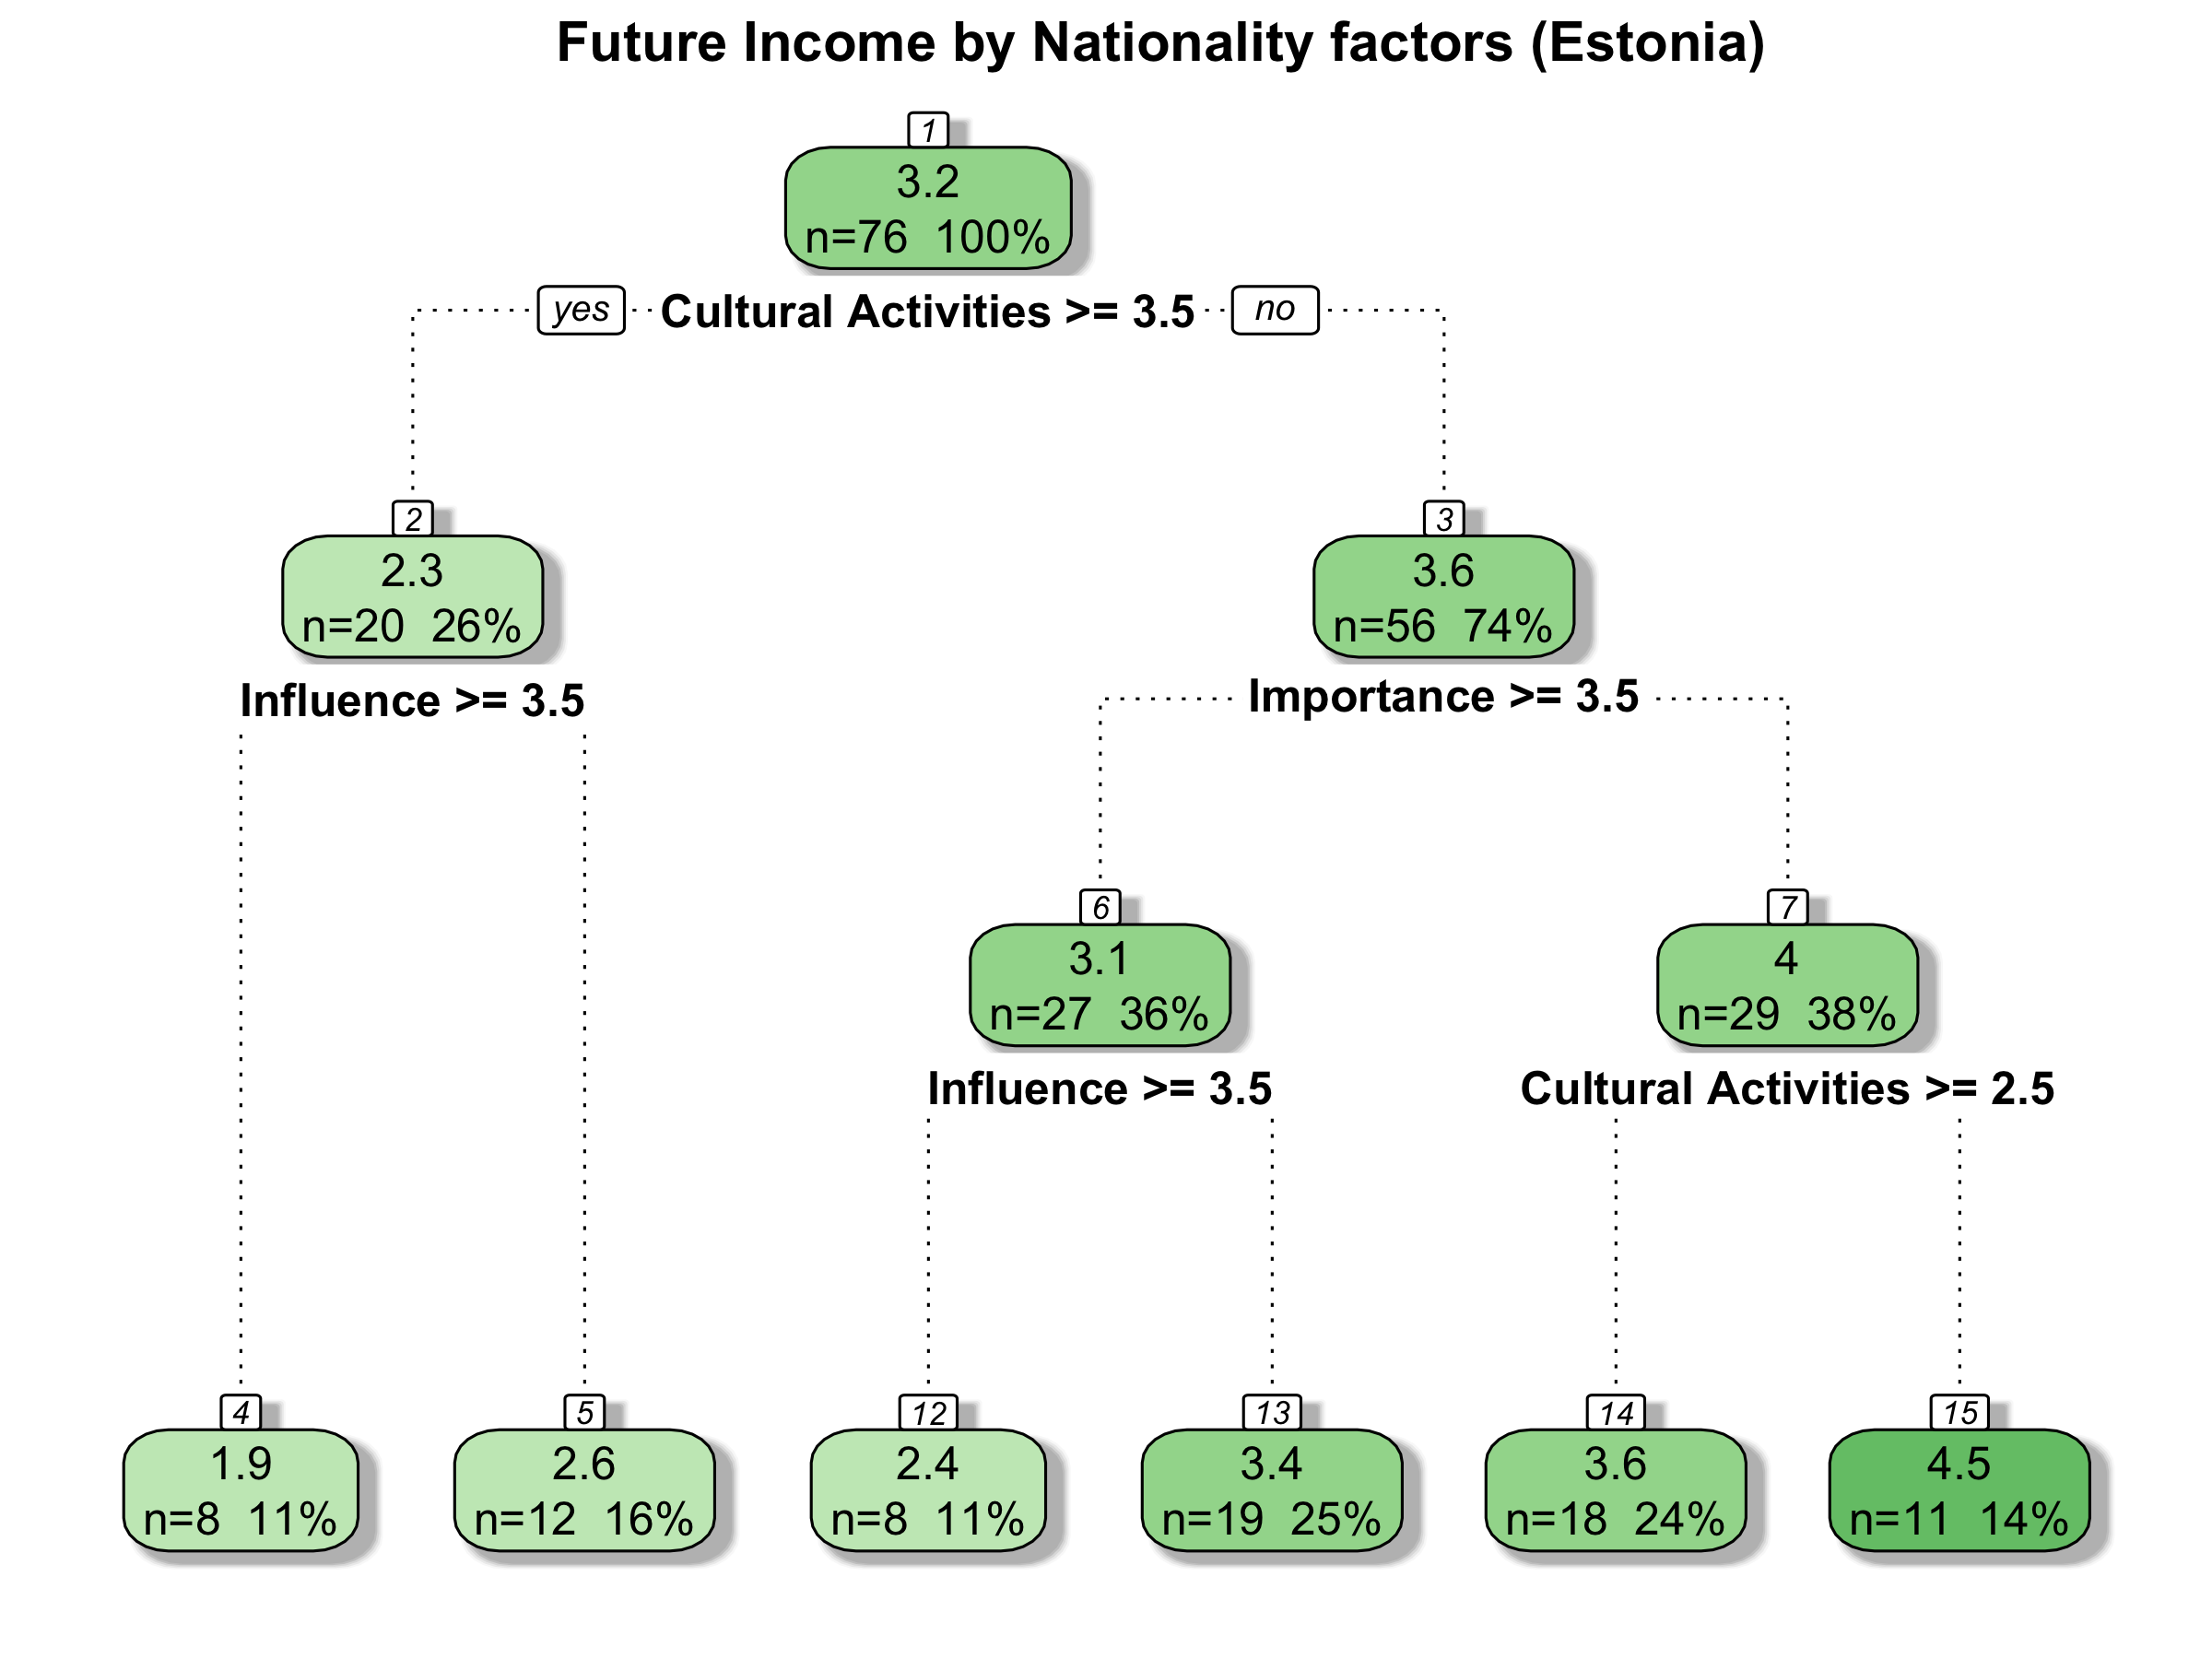 Future Income by Nationality factors (Estonia)
1
3.2
n=76 100%
yes Cultural Activities >= 3.5 no
2
2.3
n=20 26%
3
3.6
n=56 74%
Influence >= 3.5
Importance >= 3.5
6
3.1
n=27 36%
7
4
n=29 38%
Influence >= 3.5
Cultural Activities >= 2.5
4
1.9
n=8 11%
5
2.6
n=12 16%
12
2.4
n=8 11%
13
3.4
n=19 25%
14
3.6
n=18 24%
15
4.5
n=11 14%